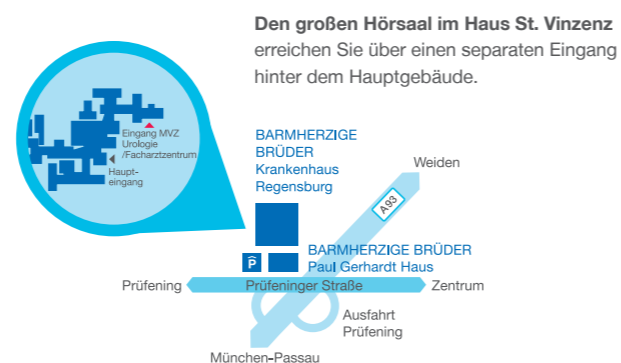 Den großen Hörsaal im Haus St. Vinzenz
erreichen Sie über einen separaten Eingang
hinter dem Hauptgebäude.
Eingang MVZ
Urologie
/Facharztzentrum
Haupt-
eingang
BARMHERZIGE
BRÜDER
Krankenhaus
Regensburg
Weiden
A93
BARMHERZIGE BRÜDER
Paul Gerhardt Haus
P
Prüfening
Prüfeninger Straße
Zentrum
Ausfahrt
Prüfening
München-Passau